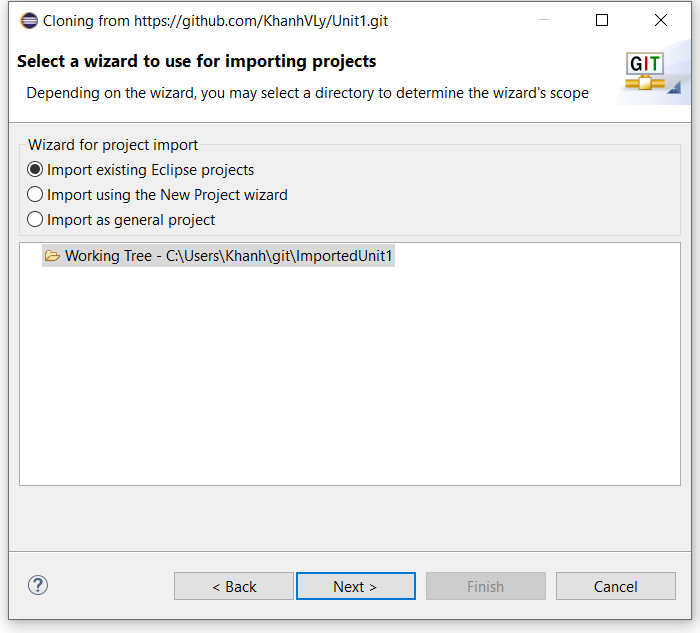 Cloning from https://github.com/KhanhVLy/Unit1.git
Select a wizard to use for importing projects
Depending on the wizard, you may select a directory to determine the wizard's scope
GIT
Wizard for project import
Import existing Eclipse projects
Import using the New Project wizard
Import as general project
Working Tree - C:\Users\Khanh\git\ImportedUnit1
?
< Back
Next >
Finish
Cancel